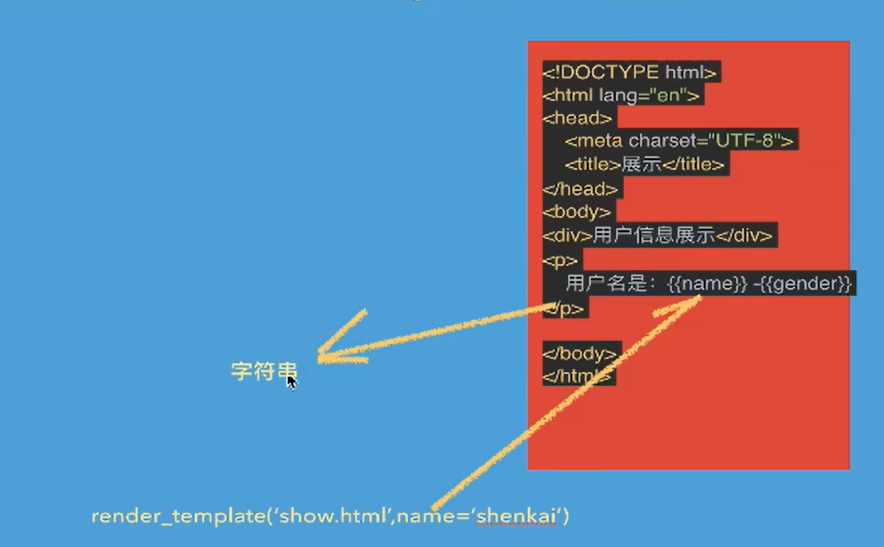 <!DOCTYPE html>
<html lang="en">
<head>
<meta charset="UTF-8">
<title>展示</title>
</head>
<body>
<div>用户信息展示</div>
<p>
用户名是：{{name}} -{{gender}}
</p>
</body>
</html>
字符串
render_template(‘show.html’,name=‘shenkai’)